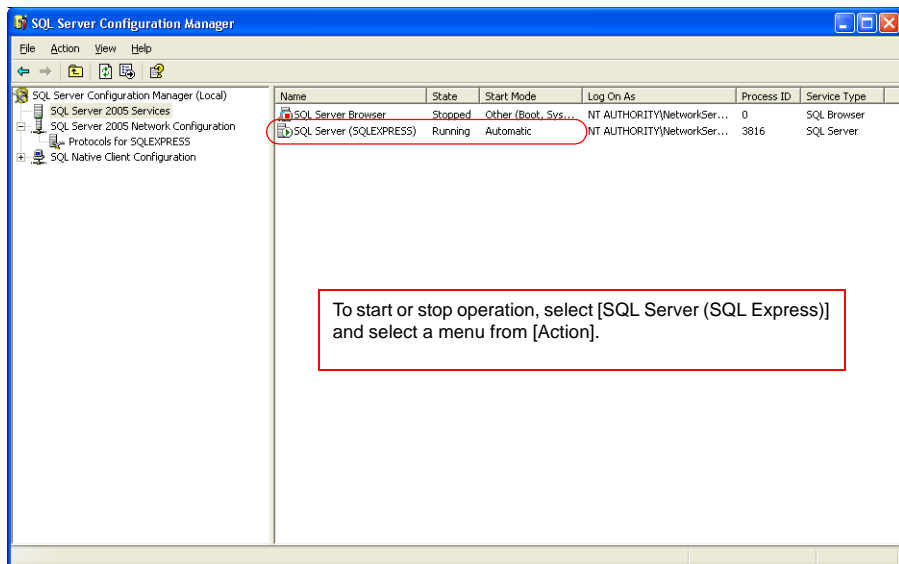 SQL Server Configuration Manager
File Action View Help
SQL Server Configuration Manager (Local)
SQL Server 2005 Services
SQL Server 2005 Network Configuration
Protocols for SQLEXPRESS
SQL Native Client Configuration
Name State Start Mode Log On As Process ID Service Type
SQL Server Browser Stopped Other (Boot, Sys... NT AUTHORITY\NetworkSer... 0 SQL Browser
SQL Server (SQLEXPRESS) Running Automatic NT AUTHORITY\NetworkSer... 3816 SQL Server
To start or stop operation, select [SQL Server (SQL Express)]
and select a menu from [Action].